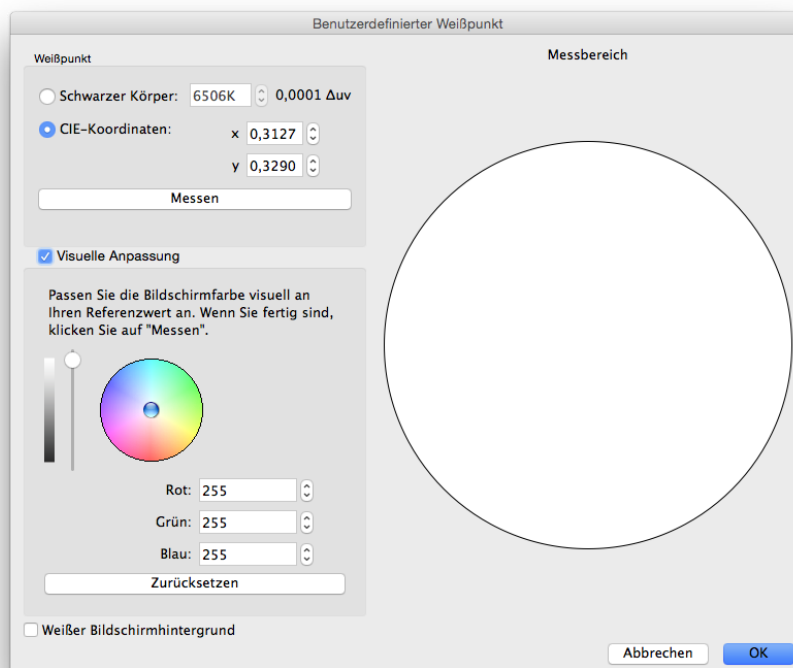 Benutzerdefinierter Weißpunkt
Weißpunkt
Messbereich
Schwarzer Körper: 6506K 0,0001 Δuv
CIE-Koordinaten: x 0,3127
y 0,3290
Messen
Visuelle Anpassung
Passen Sie die Bildschirmfarbe visuell an
Ihren Referenzwert an. Wenn Sie fertig sind,
klicken Sie auf "Messen".
Rot: 255
Grün: 255
Blau: 255
Zurücksetzen
Weißer Bildschirmhintergrund
Abbrechen OK